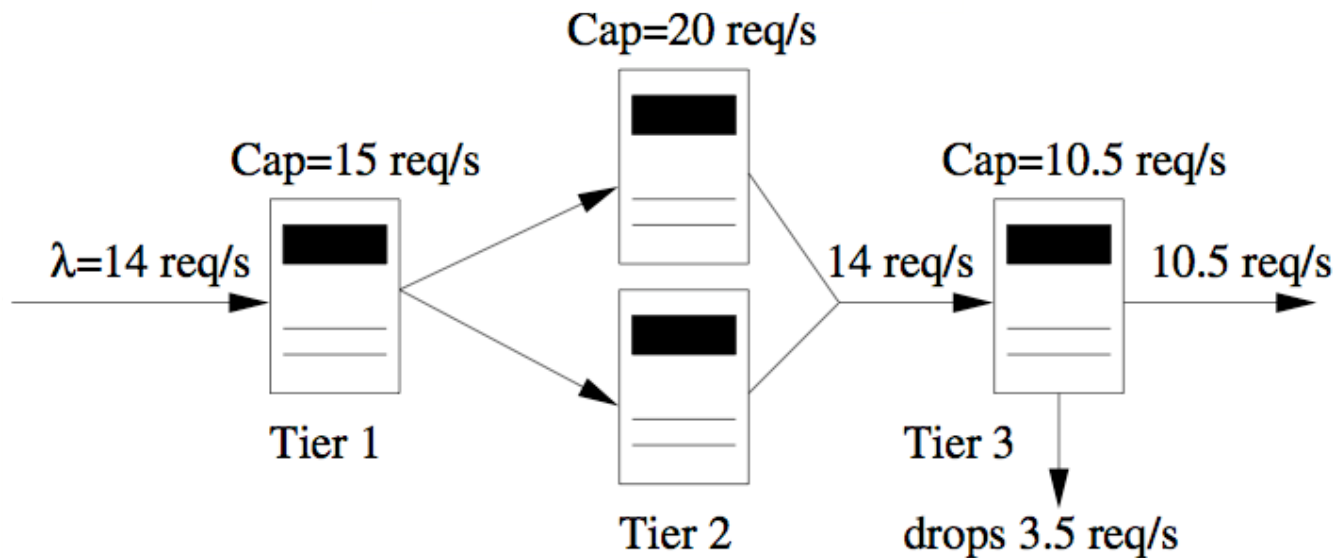 Cap=20 req/s
Cap=15 req/s
Cap=10.5 req/s
λ=14 req/s
14 req/s
10.5 req/s
Tier 1
Tier 3
Tier 2
drops 3.5 req/s